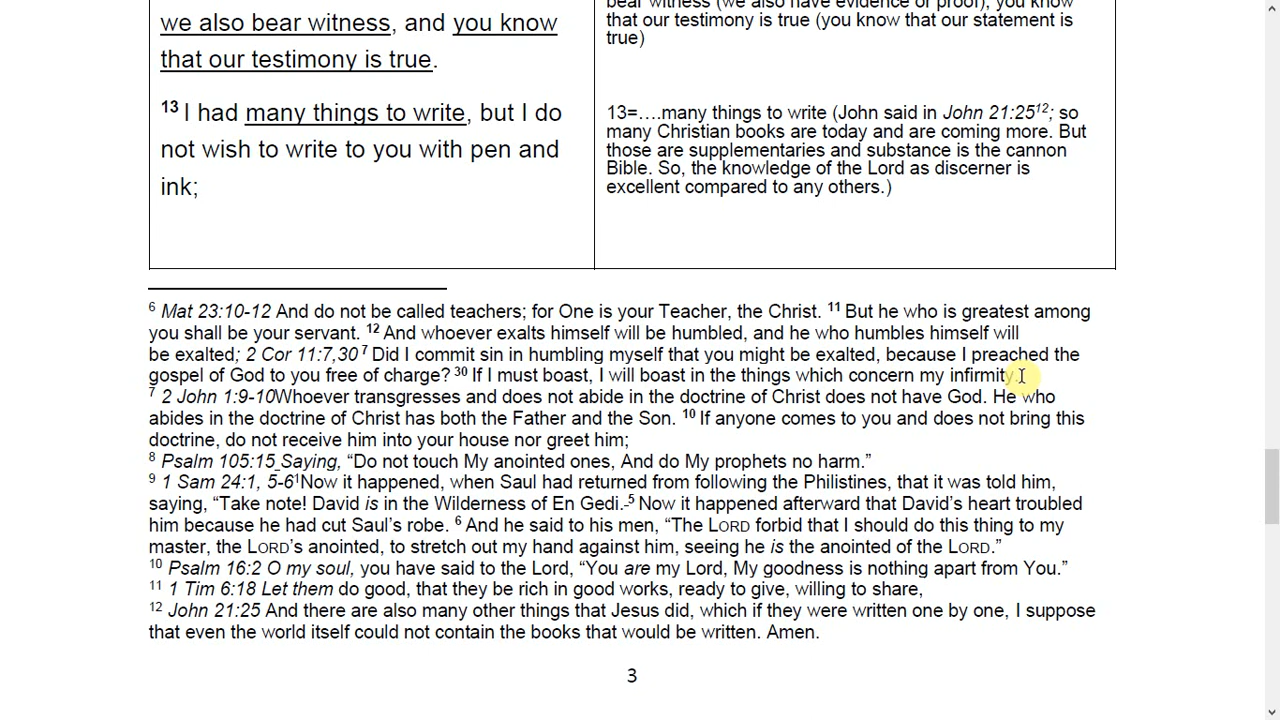 we also bear witness, and you know
that our testimony is true.
13 I had many things to write, but I do
not wish to write to you with pen and
ink;
bear witness (we also have evidence or proof), you know
that our testimony is true (you know that our statement is
true)
13=….many things to write (John said in John 21:2512; so
many Christian books are today and are coming more. But
those are supplementaries and substance is the cannon
Bible. So, the knowledge of the Lord as discerner is
excellent compared to any others.)
6 Mat 23:10-12 And do not be called teachers; for One is your Teacher, the Christ. 11 But he who is greatest among
you shall be your servant. 12 And whoever exalts himself will be humbled, and he who humbles himself will
be exalted; 2 Cor 11:7,30 7 Did I commit sin in humbling myself that you might be exalted, because I preached the
gospel of God to you free of charge? 30 If I must boast, I will boast in the things which concern my infirmity.
7 2 John 1:9-10Whoever transgresses and does not abide in the doctrine of Christ does not have God. He who
abides in the doctrine of Christ has both the Father and the Son. 10 If anyone comes to you and does not bring this
doctrine, do not receive him into your house nor greet him;
8 Psalm 105:15 Saying, “Do not touch My anointed ones, And do My prophets no harm.”
9 1 Sam 24:1, 5-6 1Now it happened, when Saul had returned from following the Philistines, that it was told him,
saying, “Take note! David is in the Wilderness of En Gedi.-5 Now it happened afterward that David’s heart troubled
him because he had cut Saul’s robe. 6 And he said to his men, “The LORD forbid that I should do this thing to my
master, the LORD’s anointed, to stretch out my hand against him, seeing he is the anointed of the LORD.”
10 Psalm 16:2 O my soul, you have said to the Lord, “You are my Lord, My goodness is nothing apart from You.”
11 1 Tim 6:18 Let them do good, that they be rich in good works, ready to give, willing to share,
12 John 21:25 And there are also many other things that Jesus did, which if they were written one by one, I suppose
that even the world itself could not contain the books that would be written. Amen.
3